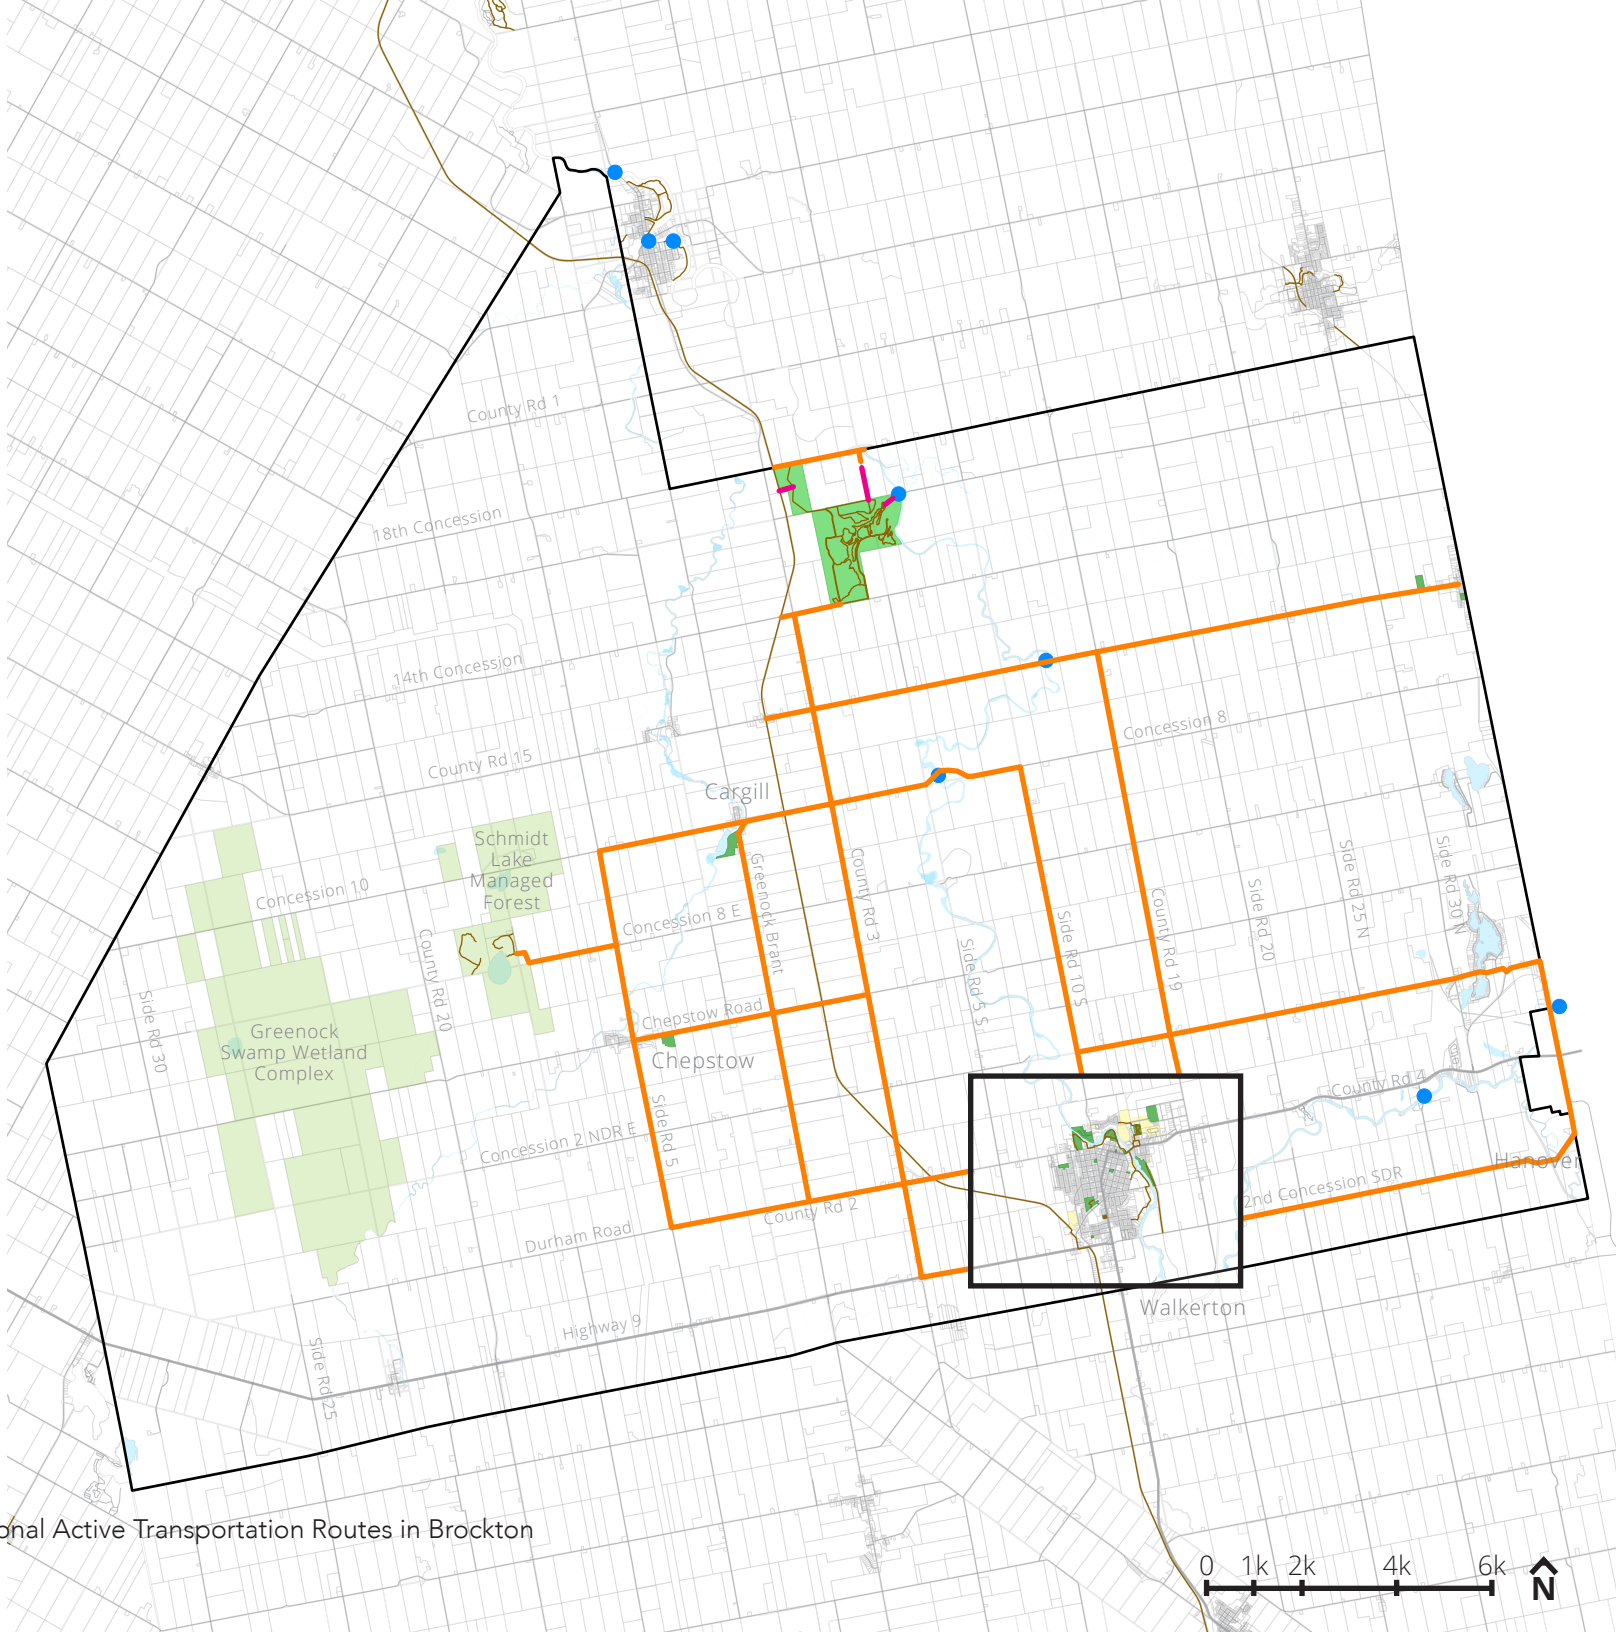 County Rd 1
18th Concession
14th Concession
County Rd 15
Concession 8
Cargill
Schmidt
Lake
Managed
Forest
Concession 10
Concession 8 E
Greenock Brant
County Rd 3
Side Rd 5 S
Side Rd 10 S
County Rd 19
Side Rd 20
Side Rd 25 N
Side Rd 30 N
County Rd 20
Side Rd 30
Greenock
Swamp Wetland
Complex
Chepstow Road
Chepstow
Side Rd 5
Concession 2 NDR E
County Rd 4
Hanover
2nd Concession SDR
County Rd 2
Durham Road
Highway 9
Walkerton
Side Rd 25
onal Active Transportation Routes in Brockton
0 1k 2k 4k 6k
N